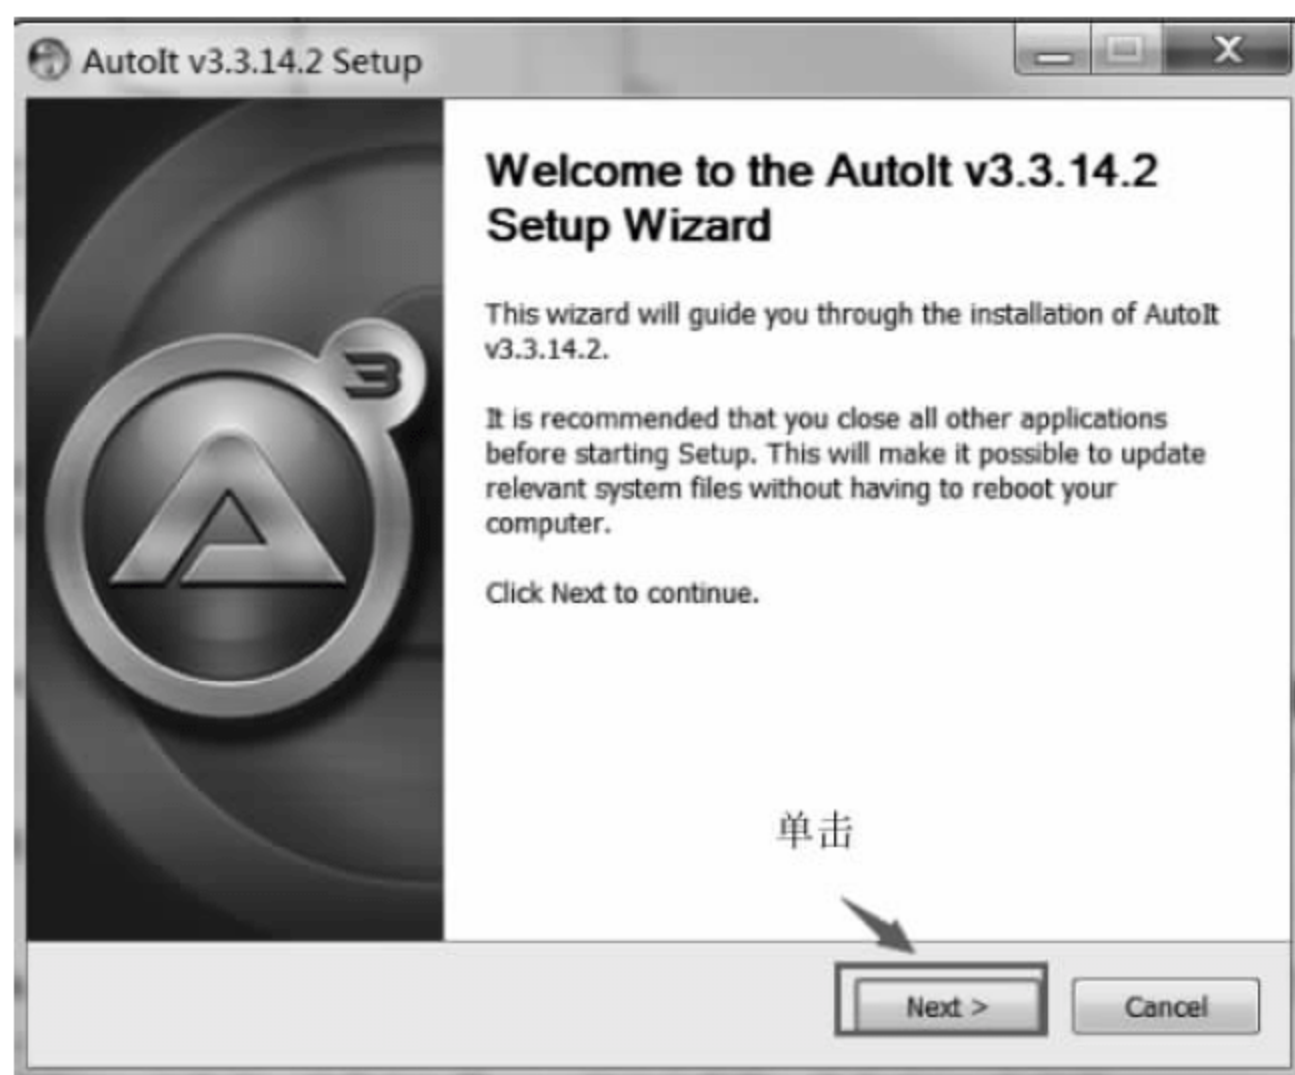 AutoIt v3.3.14.2 Setup
3
Welcome to the AutoIt v3.3.14.2
Setup Wizard
This wizard will guide you through the installation of AutoIt
v3.3.14.2.
It is recommended that you close all other applications
before starting Setup. This will make it possible to update
relevant system files without having to reboot your
computer.
Click Next to continue.
单击
Next >
Cancel